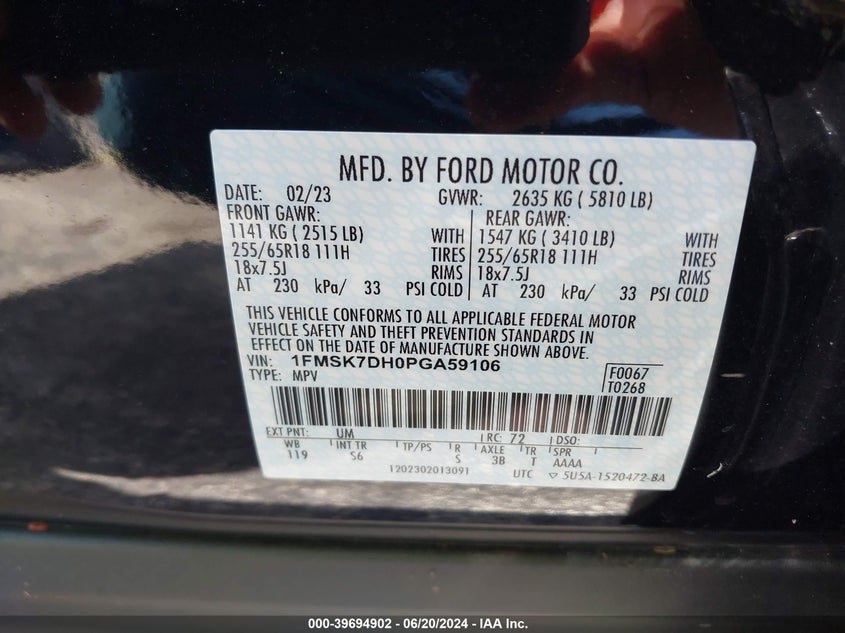 MFD. BY FORD MOTOR CO.
DATE: 02/23 GVWR: 2635 KG ( 5810 LB)
FRONT GAWR: REAR GAWR:
1141 KG ( 2515 LB) WITH 1547 KG ( 3410 LB) WITH
255/65R18 111H TIRES 255/65R18 111H TIRES
18x7.5J RIMS 18x7.5J RIMS
AT 230 kPa/ 33 PSI COLD AT 230 kPa/ 33 PSI COLD
THIS VEHICLE CONFORMS TO ALL APPLICABLE FEDERAL MOTOR
VEHICLE SAFETY AND THEFT PREVENTION STANDARDS IN
EFFECT ON THE DATE OF MANUFACTURE SHOWN ABOVE.
VIN: 1FMSK7DH0PGA59106 F0067
TYPE: MPV T0268
EXT PNT: UM RC: 72 DSO:
WB INT TR TP/PS R AXLE TR SPR
119 S6 S 3B T AAAA
1202302013091 UTC ▽ 5U5A-1520472-BA
000-39694902 - 06/20/2024 - IAA Inc.